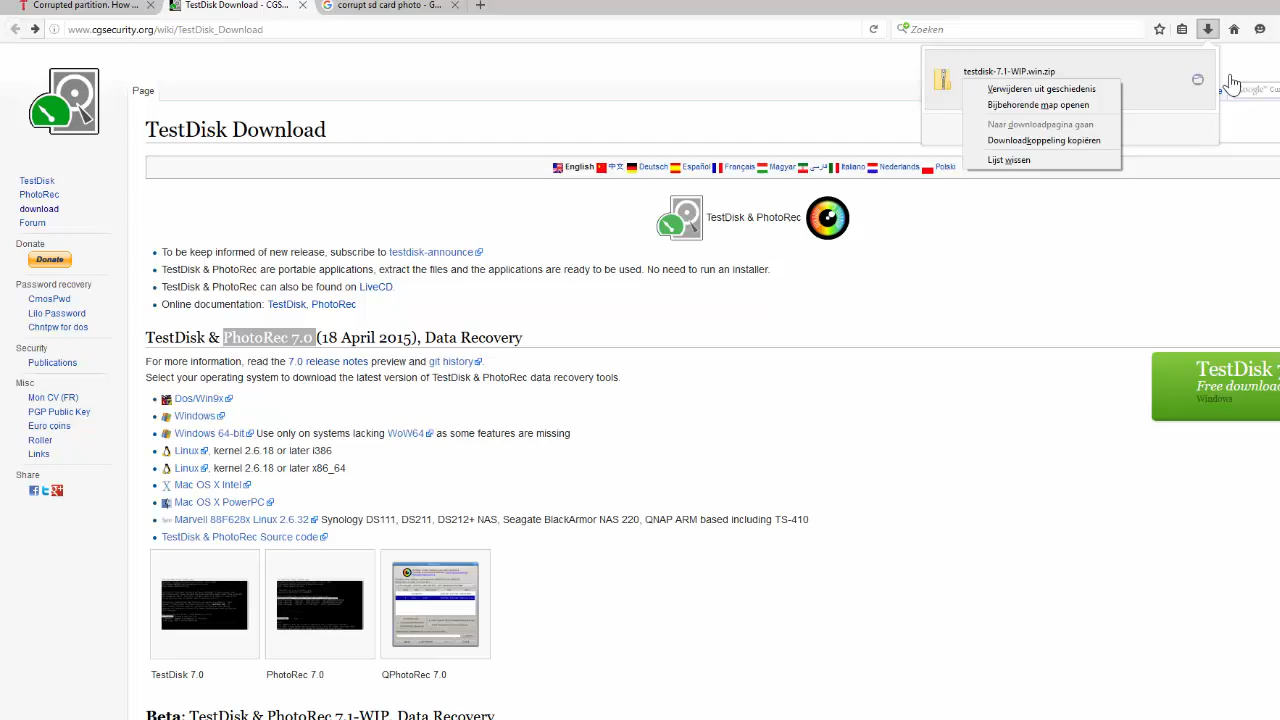 Corrupted partition. How ...
TestDisk Download - CGS...
corrupt sd card photo - G...
www.cgsecurity.org/wiki/TestDisk_Download
Zoeken
testdisk-7.1-WIP.win.zip
Verwijderen uit geschiedenis
Bijbehorende map openen
Naar downloadpagina gaan
Downloadkoppeling kopiëren
Lijst wissen
Page
TestDisk Download
English 中文 Deutsch Español Français Magyar فارسی Italiano Nederlands Polski
TestDisk
PhotoRec
download
Forum
Donate
Donate
Password recovery
CmosPwd
Lilo Password
Chntpw for dos
Security
Publications
Misc
Mon CV (FR)
PGP Public Key
Euro coins
Roller
Links
Share
TestDisk & PhotoRec
To be keep informed of new release, subscribe to testdisk-announce
TestDisk & PhotoRec are portable applications, extract the files and the applications are ready to be used. No need to run an installer.
TestDisk & PhotoRec can also be found on LiveCD.
Online documentation: TestDisk, PhotoRec
TestDisk & PhotoRec 7.0 (18 April 2015), Data Recovery
For more information, read the 7.0 release notes preview and git history.
Select your operating system to download the latest version of TestDisk & PhotoRec data recovery tools.
Dos/Win9x
Windows
Windows 64-bit Use only on systems lacking WoW64 as some features are missing
Linux, kernel 2.6.18 or later i386
Linux, kernel 2.6.18 or later x86_64
Mac OS X Intel
Mac OS X PowerPC
Marvell 88F628x Linux 2.6.32 Synology DS111, DS211, DS212+ NAS, Seagate BlackArmor NAS 220, QNAP ARM based including TS-410
TestDisk & PhotoRec Source code
TestDisk 7
Free download
Windows
TestDisk 7.0
PhotoRec 7.0
QPhotoRec 7.0
Beta: TestDisk & PhotoRec 7.1-WIP, Data Recovery